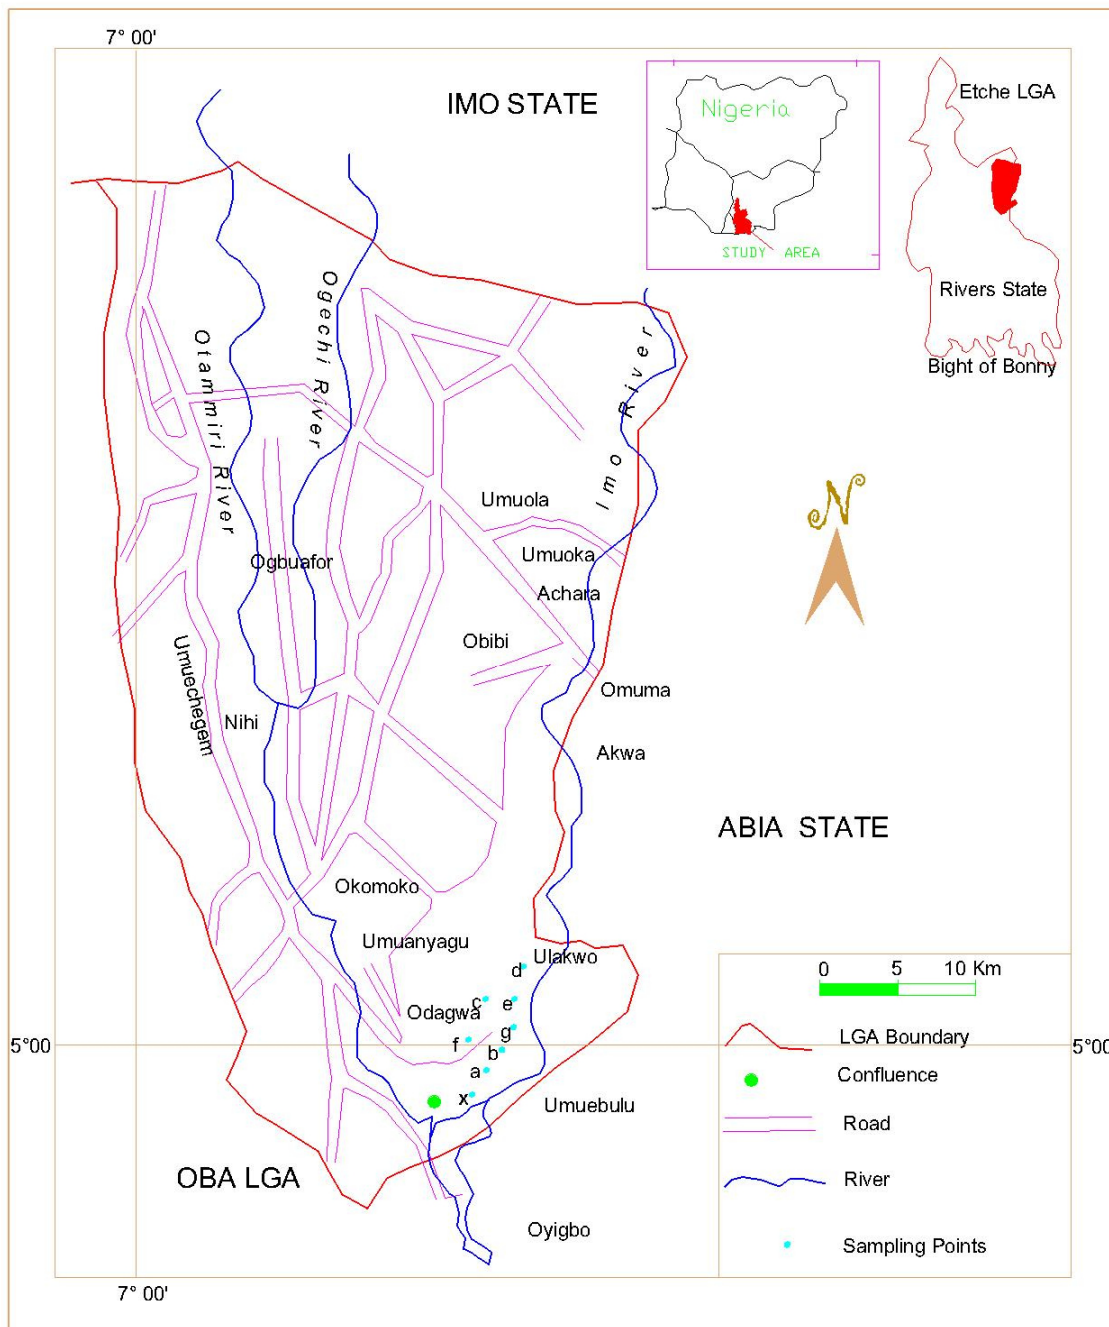 7° 00'
IMO STATE
Nigeria
STUDY AREA
Etche LGA
Rivers State
Bight of Bonny
Otammiri River
Ogechi River
Imo River
N
Umuola
Umuoka
Ogbuafor
Achara
Obibi
Umuechegem
Omuma
Nihi
Akwa
ABIA STATE
Okomoko
Umuanyagu
Ulakwo
d
c
e
Odagwa
g
f
b
5°00
5°00
a
x
Umuebulu
OBA LGA
Oyigbo
0 5 10 Km
LGA Boundary
Confluence
Road
River
Sampling Points
7° 00'